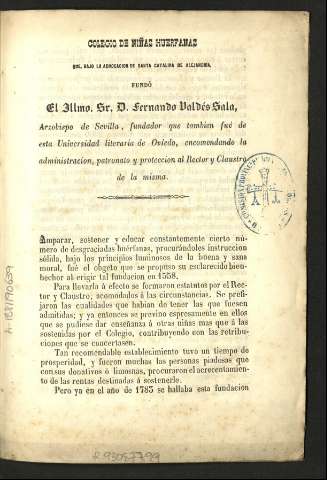 COLEGIO DE NIÑAS HUERFANAS
QUE, BAJO LA ADVOCACION DE SANTA CATALINA DE ALEJANDRIA,
FUNDÓ
El Illmo. Sr. D. Fernando Valdés Sala,
Arzobispo de Sevilla, fundador que tambien fué de
esta Universidad literaria de Oviedo, encomendando la
administracion, patronato y proteccion al Rector y Claustro
de la misma.
Amparar, sostener y educar constantemente cierto
número de desgraciadas huérfanas, procurándoles instruccion
sólida, bajo los principios luminosos de la buena y sana
moral, fué el obgeto que se propuso su esclarecido bien-
hechor al erigir tal fundacion en 1558.
Para llevarla á efecto se formaron estatutos por el Rec-
tor y Claustro, acomodados á las circunstancias. Se prefi-
jaron las cualidades que habian de tener las que fuesen
admitidas; y ya entonces se previno espresamente en ellos
que se pudiese dar enseñanza á otras niñas mas que á las
sostenidas por el Colegio, contribuyendo con las retribu-
ciones que se concertasen.
Tan recomendable establecimiento tuvo un tiempo de
prosperidad, y fueron muchas las personas piadosas que
con sus donativos ó limosnas, procuraron el acrecentamien-
to de las rentas destinadas á sostenerle.
Pero ya en el año de 1783 se hallaba esta fundacion